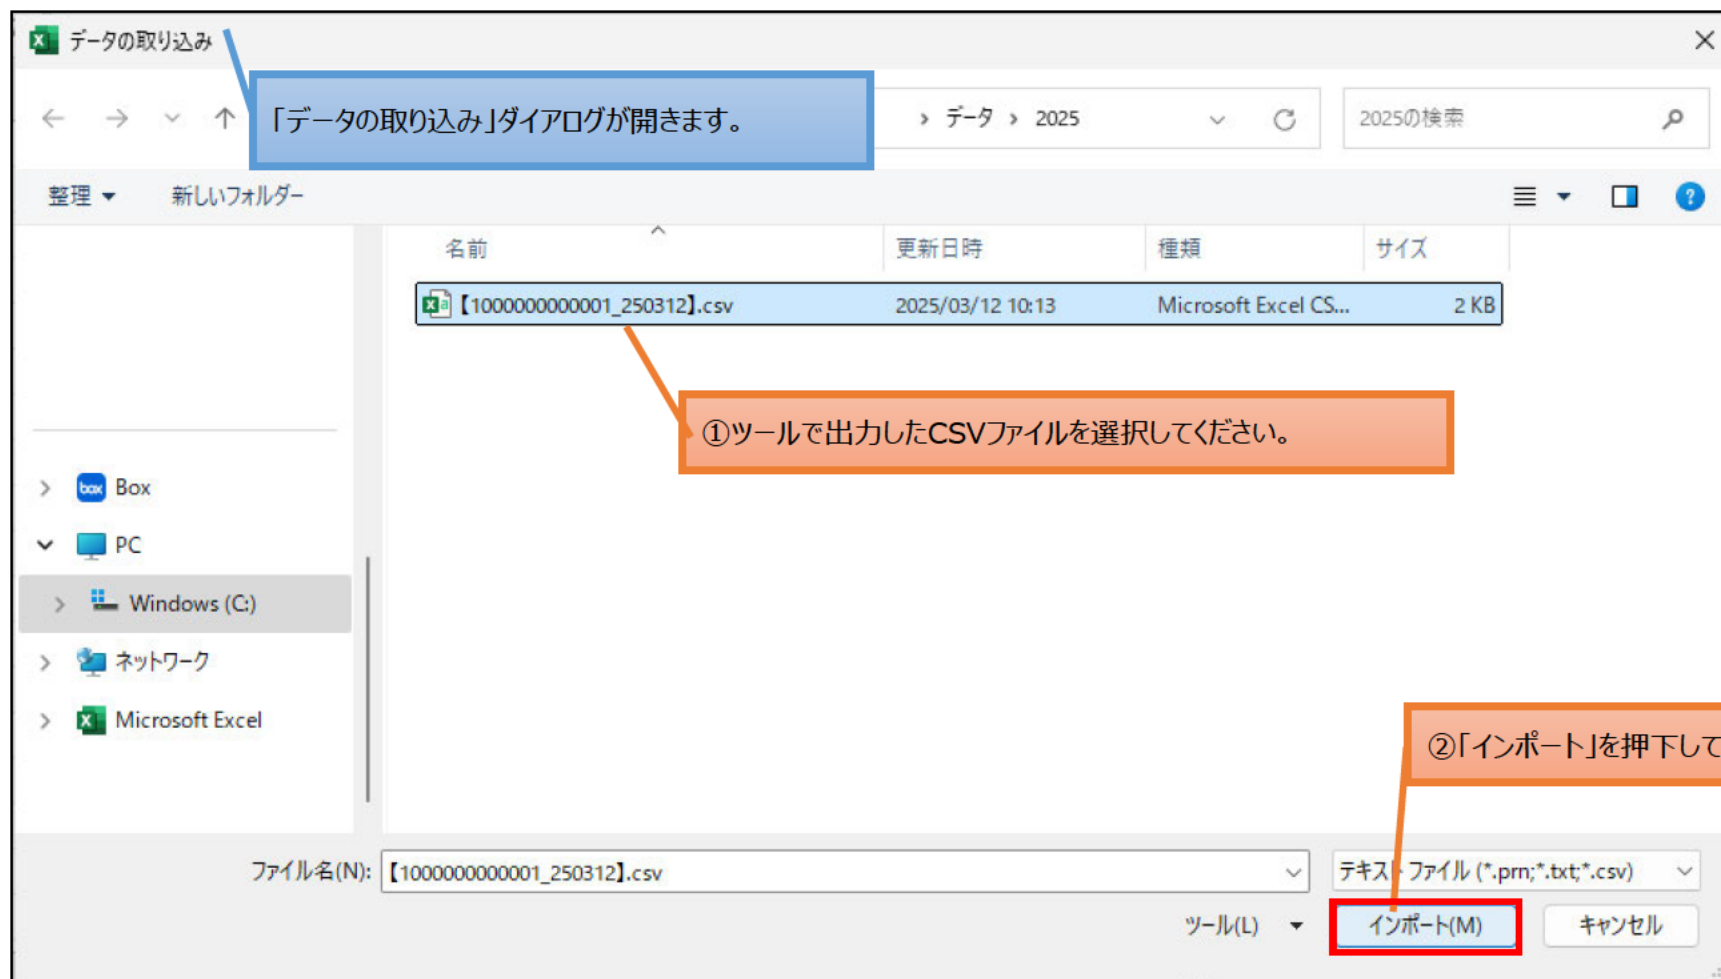 データの取り込み
「データの取り込み」ダイアログが開きます。
› データ › 2025
2025の検索
整理
新しいフォルダー
名前
更新日時
種類
サイズ
【1000000000001_250312】.csv
2025/03/12 10:13
Microsoft Excel CS...
2 KB
①ツールで出力したCSVファイルを選択してください。
box Box
PC
Windows (C:)
ネットワーク
Microsoft Excel
②「インポート」を押下して
ファイル名(N):
【1000000000001_250312】.csv
テキスト ファイル (*.prn;*.txt;*.csv)
ツール(L)
インポート(M)
キャンセル